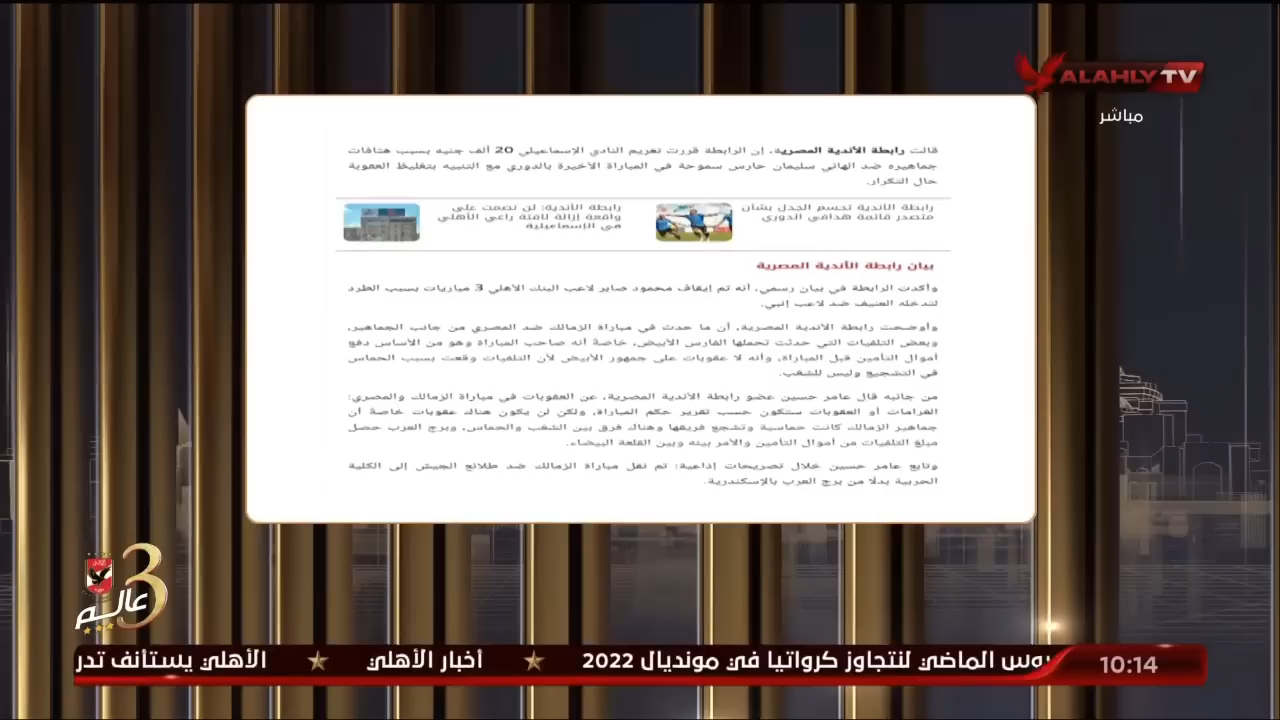 ALAHLY TV
مباشر
قالت رابطة الأندية المصرية، إن الرابطة قررت تغريم النادي الإسماعيلي 20 ألف جنيه بسبب هتافات
جماهيره ضد الهاني سليمان حارس سموحة في المباراة الأخيرة بالدوري مع التنبيه بتغليظ العقوبة
حال التكرار.
رابطة الأندية تحسم الجدل بشأن
متصدر قائمة هدافي الدوري
رابطة الأندية: لن نصمت على
واقعة إزالة لافتة راعي الأهلي
في الإسماعيلية
بيان رابطة الأندية المصرية
وأكدت الرابطة في بيان رسمي، أنه تم إيقاف محمود صابر لاعب البنك الأهلي 3 مباريات بسبب الطرد
لتدخله العنيف ضد لاعب إنبي.
وأوضحت رابطة الأندية المصرية، أن ما حدث في مباراة الزمالك ضد المصري من جانب الجماهير،
وبعض التلفيات التي حدثت تحملها الفارس الأبيض، خاصةً أنه صاحب المباراة وهو من الأساس دفع
أموال التأمين قبل المباراة، وأنه لا عقوبات على جمهور الأبيض لأن التلفيات وقعت بسبب الحماس
في التشجيع وليس للشغب.
من جانبه قال عامر حسين عضو رابطة الأندية المصرية، عن العقوبات في مباراة الزمالك والمصري:
الغرامات أو العقوبات ستكون حسب تقرير حكم المباراة، ولكن لن يكون هناك عقوبات خاصةً أن
جماهير الزمالك كانت حماسية وتشجع فريقها وهناك فرق بين الشغب والحماس، وبرج العرب حصل
مبلغ التلفيات من أموال التأمين والأمر بينه وبين القلعة البيضاء.
وتابع عامر حسين خلال تصريحات إذاعية: تم نقل مباراة الزمالك ضد طلائع الجيش إلى الكلية
الحربية بدلًا من برج العرب بالإسكندرية.
3 عالم
10:14
وس الماضي لنتجاوز كرواتيا في مونديال 2022 أخبار الأهلي الأهلي يستأنف تدر